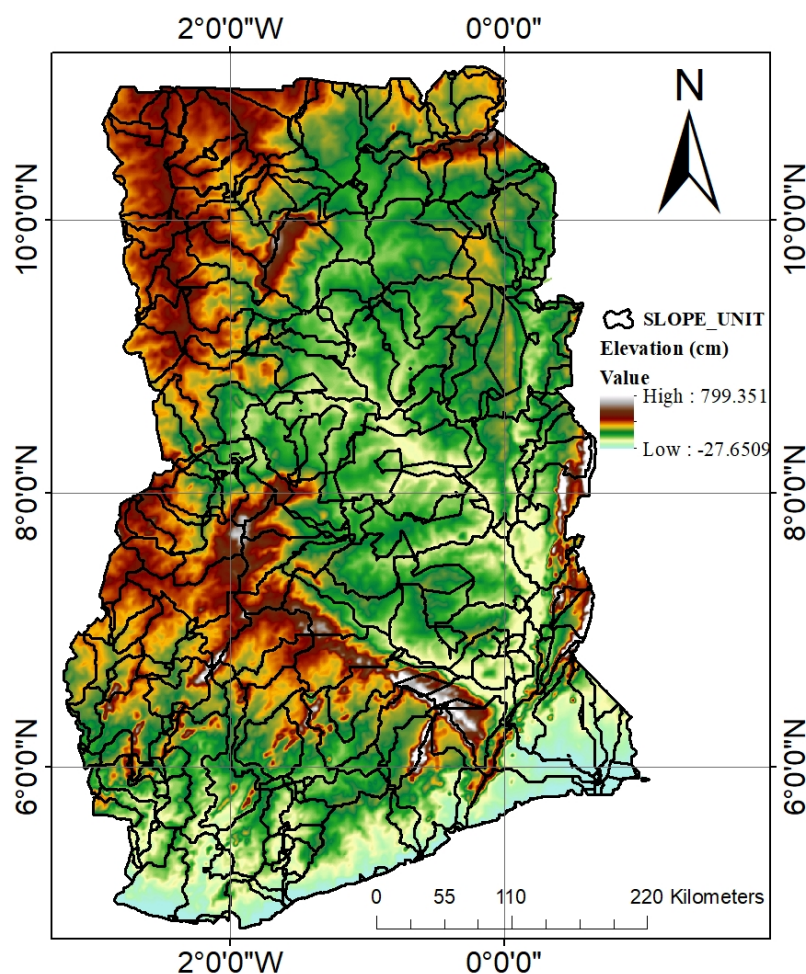 2°0'0"W 0°0'0"
N
10°0'0"N 10°0'0"N
SLOPE_UNIT
Elevation (cm)
Value
High : 799.351
Low : -27.6509
8°0'0"N 8°0'0"N
6°0'0"N 6°0'0"N
0 55 110 220 Kilometers
2°0'0"W 0°0'0"